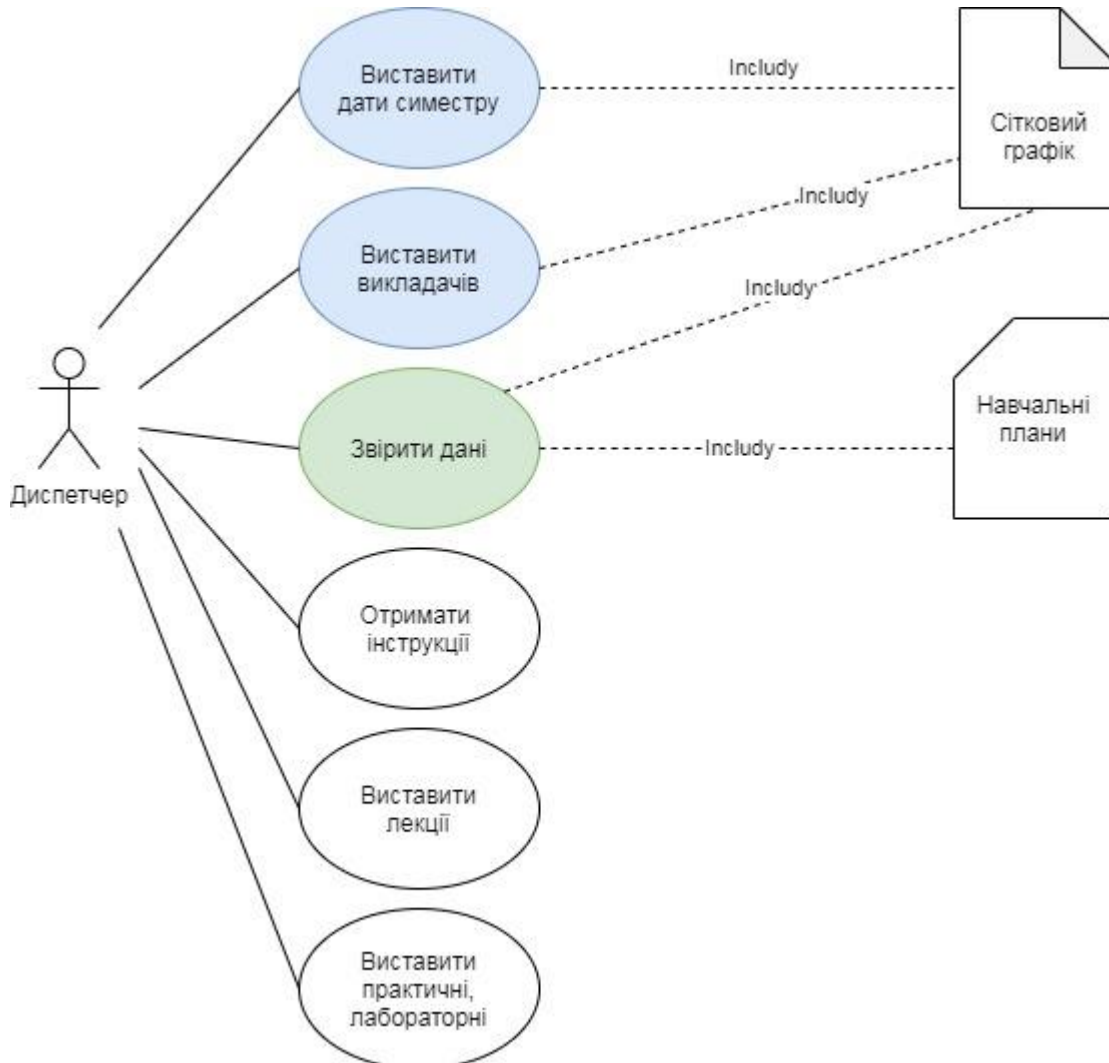 Виставити
дати симестру
Includy
Сітковий
графік
Виставити
викладачів
Includy
Includy
Звірити дані
Includy
Навчальні
плани
Диспетчер
Отримати
інструкції
Виставити
лекції
Виставити
практичні,
лабораторні